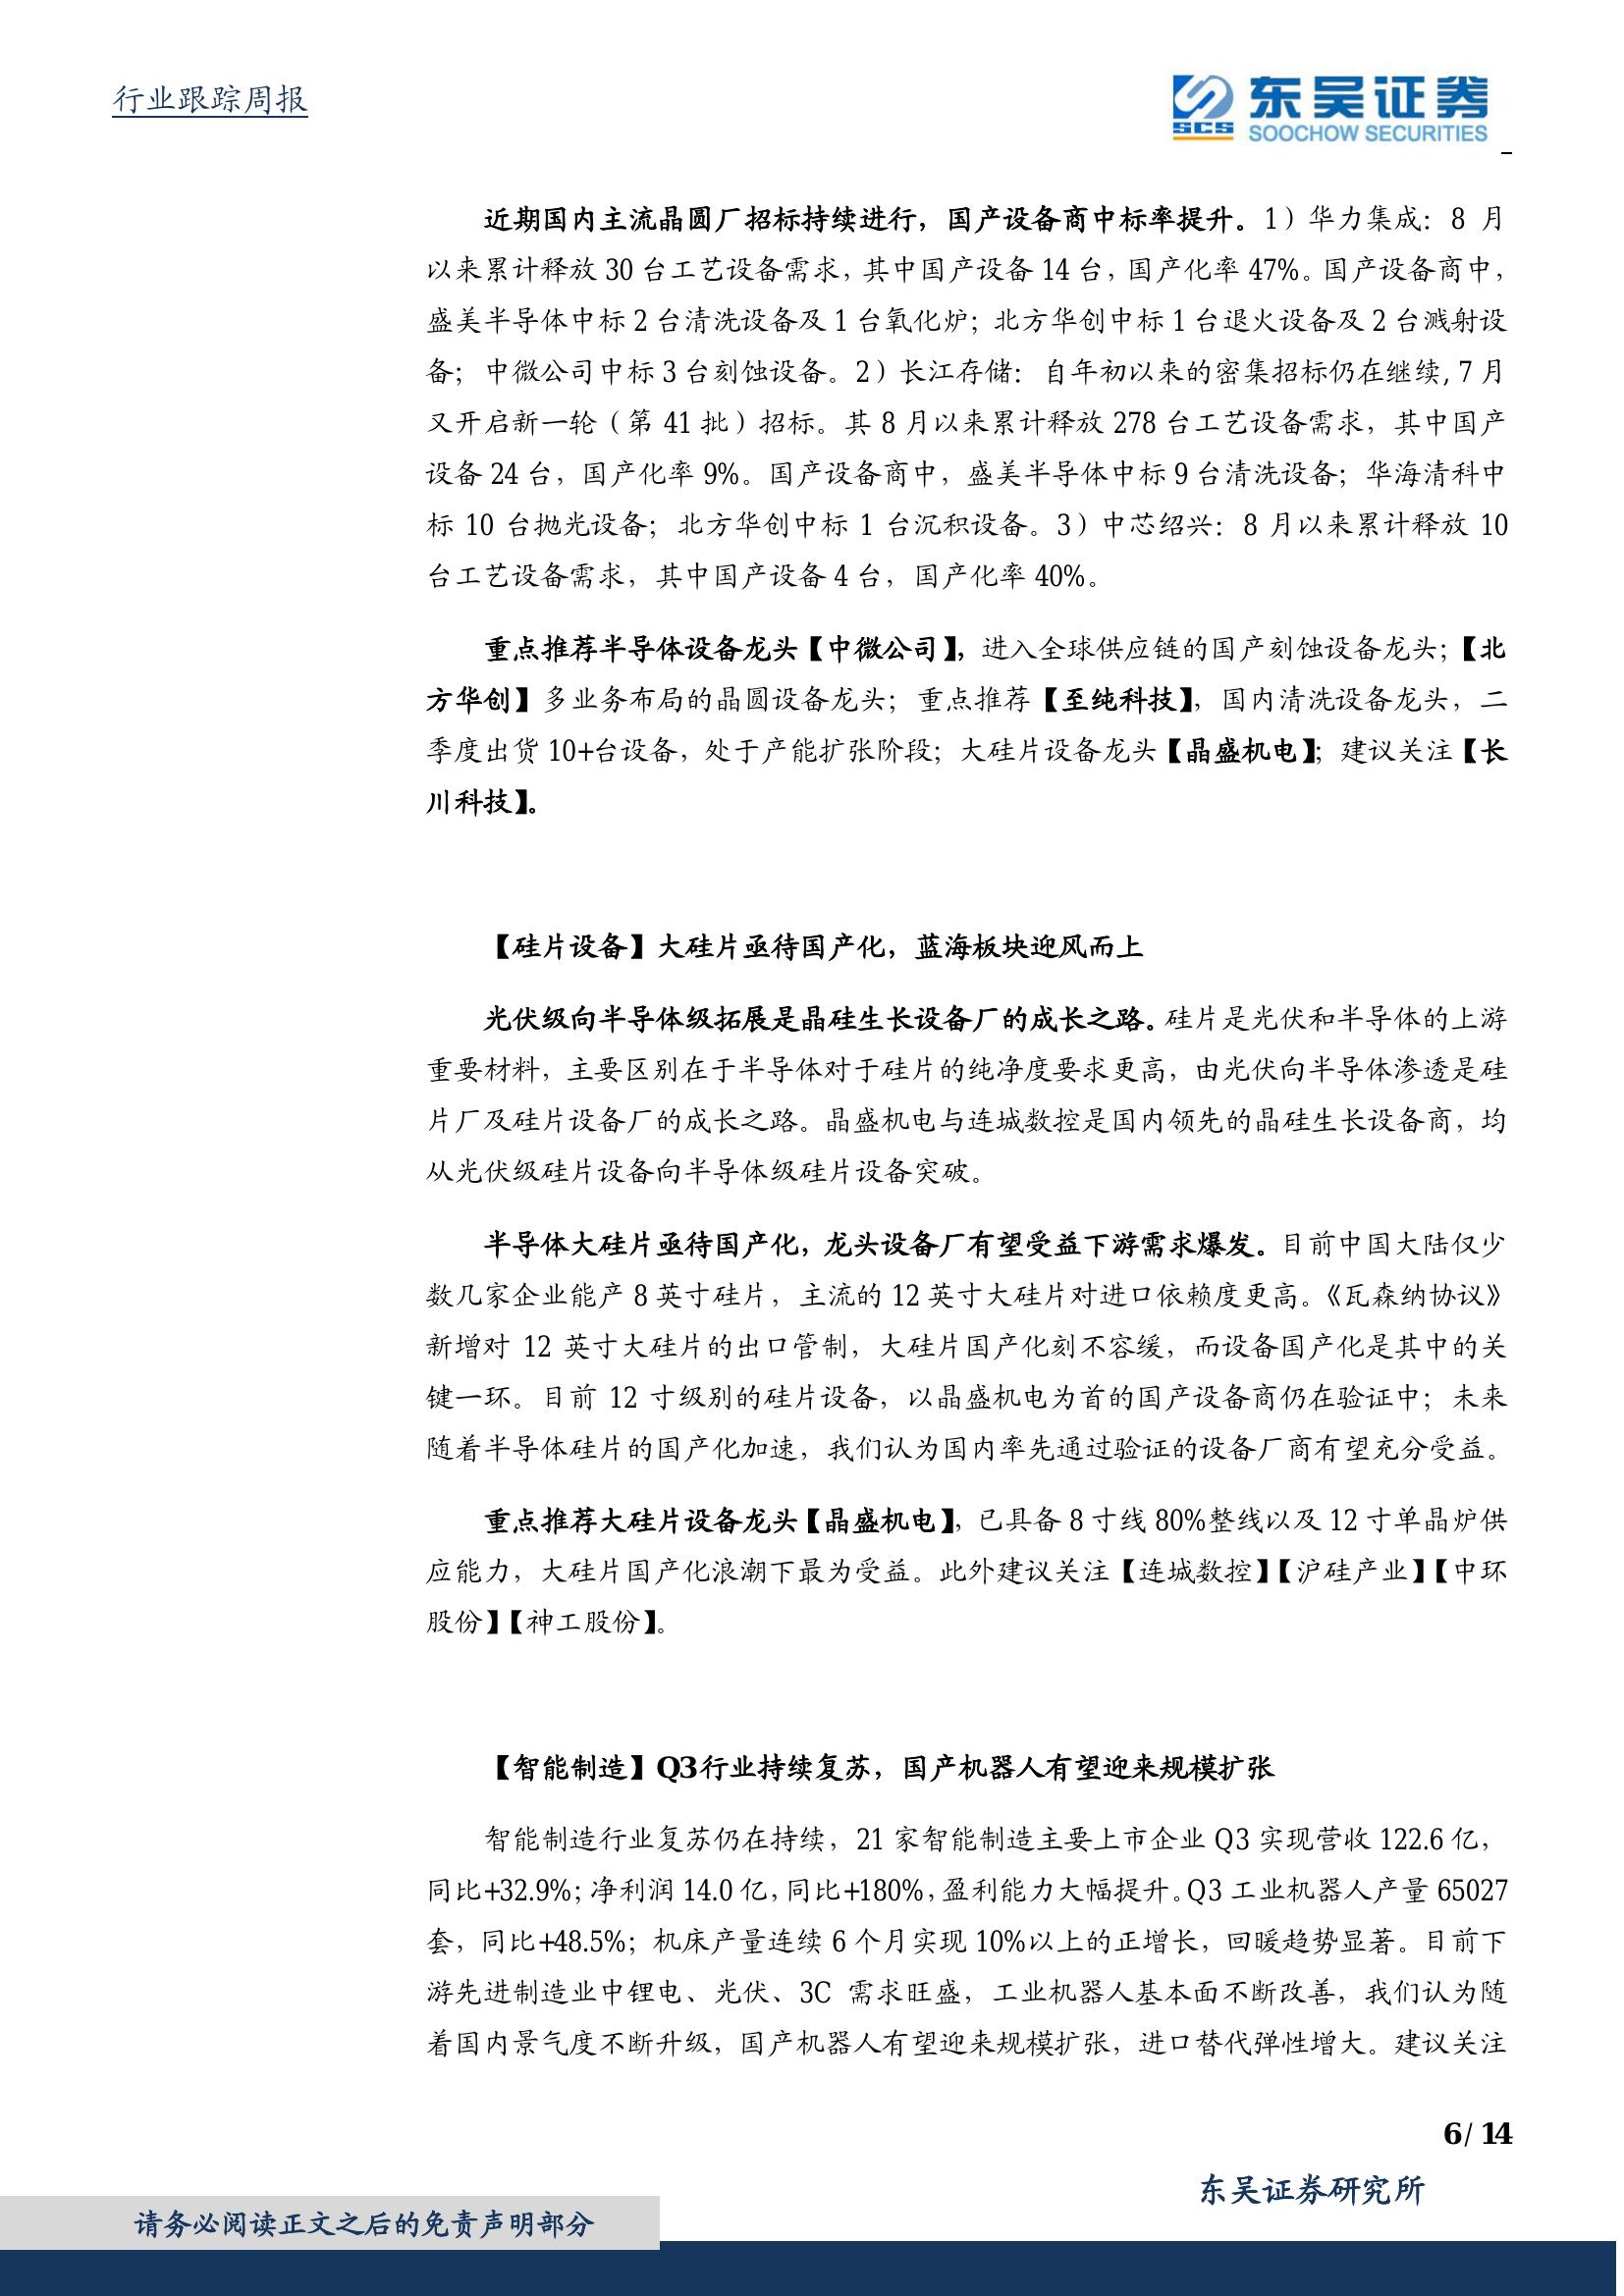 行业跟踪周报
SCS
东吴证券
SOOCHOW SECURITIES
近期国内主流晶圆厂招标持续进行，国产设备商中标率提升。1）华力集成：8 月
以来累计释放 30 台工艺设备需求，其中国产设备 14 台，国产化率 47%。国产设备商中，
盛美半导体中标 2 台清洗设备及 1 台氧化炉；北方华创中标 1 台退火设备及 2 台溅射设
备；中微公司中标 3 台刻蚀设备。2）长江存储：自年初以来的密集招标仍在继续，7 月
又开启新一轮（第 41 批）招标。其 8 月以来累计释放 278 台工艺设备需求，其中国产
设备 24 台，国产化率 9%。国产设备商中，盛美半导体中标 9 台清洗设备；华海清科中
标 10 台抛光设备；北方华创中标 1 台沉积设备。3）中芯绍兴：8 月以来累计释放 10
台工艺设备需求，其中国产设备 4 台，国产化率 40%。
重点推荐半导体设备龙头【中微公司】，进入全球供应链的国产刻蚀设备龙头；【北
方华创】多业务布局的晶圆设备龙头；重点推荐【至纯科技】，国内清洗设备龙头，二
季度出货 10+台设备，处于产能扩张阶段；大硅片设备龙头【晶盛机电】；建议关注【长
川科技】。
【硅片设备】大硅片亟待国产化，蓝海板块迎风而上
光伏级向半导体级拓展是晶硅生长设备厂的成长之路。硅片是光伏和半导体的上游
重要材料，主要区别在于半导体对于硅片的纯净度要求更高，由光伏向半导体渗透是硅
片厂及硅片设备厂的成长之路。晶盛机电与连城数控是国内领先的晶硅生长设备商，均
从光伏级硅片设备向半导体级硅片设备突破。
半导体大硅片亟待国产化，龙头设备厂有望受益下游需求爆发。目前中国大陆仅少
数几家企业能产 8 英寸硅片，主流的 12 英寸大硅片对进口依赖度更高。《瓦森纳协议》
新增对 12 英寸大硅片的出口管制，大硅片国产化刻不容缓，而设备国产化是其中的关
键一环。目前 12 寸级别的硅片设备，以晶盛机电为首的国产设备商仍在验证中；未来
随着半导体硅片的国产化加速，我们认为国内率先通过验证的设备厂商有望充分受益。
重点推荐大硅片设备龙头【晶盛机电】，已具备 8 寸线 80%整线以及 12 寸单晶炉供
应能力，大硅片国产化浪潮下最为受益。此外建议关注【连城数控】【沪硅产业】【中环
股份】【神工股份】。
【智能制造】Q3行业持续复苏，国产机器人有望迎来规模扩张
智能制造行业复苏仍在持续，21 家智能制造主要上市企业 Q3 实现营收 122.6 亿，
同比+32.9%；净利润 14.0 亿，同比+180%，盈利能力大幅提升。Q3 工业机器人产量 65027
套，同比+48.5%；机床产量连续 6 个月实现 10%以上的正增长，回暖趋势显著。目前下
游先进制造业中锂电、光伏、3C 需求旺盛，工业机器人基本面不断改善，我们认为随
着国内景气度不断升级，国产机器人有望迎来规模扩张，进口替代弹性增大。建议关注
6 / 14
东吴证券研究所
请务必阅读正文之后的免责声明部分